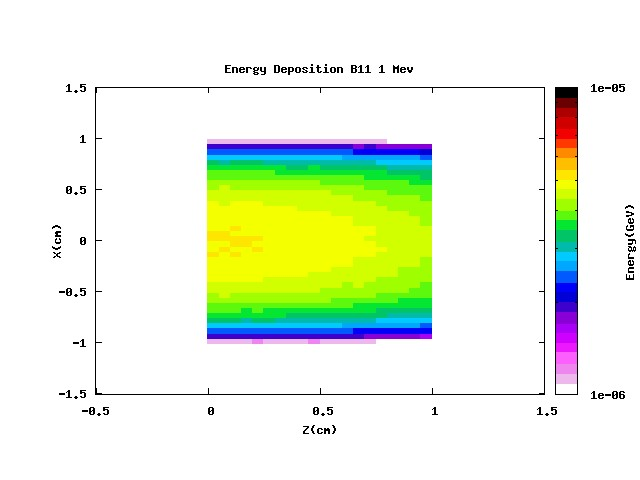 Energy Deposition B11 1 Mev
1.5
1
0.5
0
-0.5
-1
-1.5
X(cm)
-0.5
0
0.5
1
1.5
Z(cm)
1e-05
1e-06
Energy(GeV)